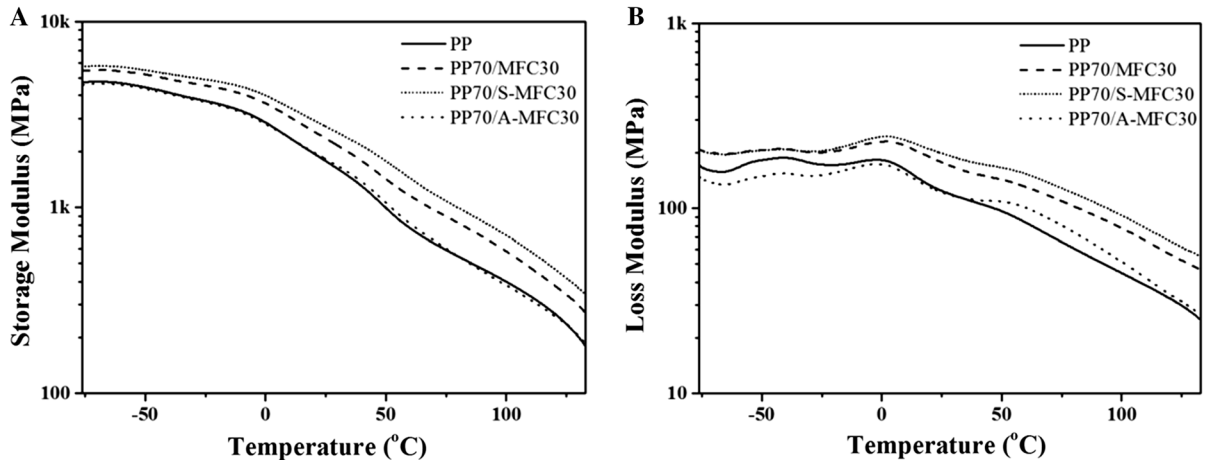 A
10k
1k
100
-50
0
50
100
Storage Modulus (MPa)
Temperature (°C)
PP
PP70/MFC30
PP70/S-MFC30
PP70/A-MFC30
B
1k
100
10
-50
0
50
100
Loss Modulus (MPa)
Temperature (°C)
PP
PP70/MFC30
PP70/S-MFC30
PP70/A-MFC30